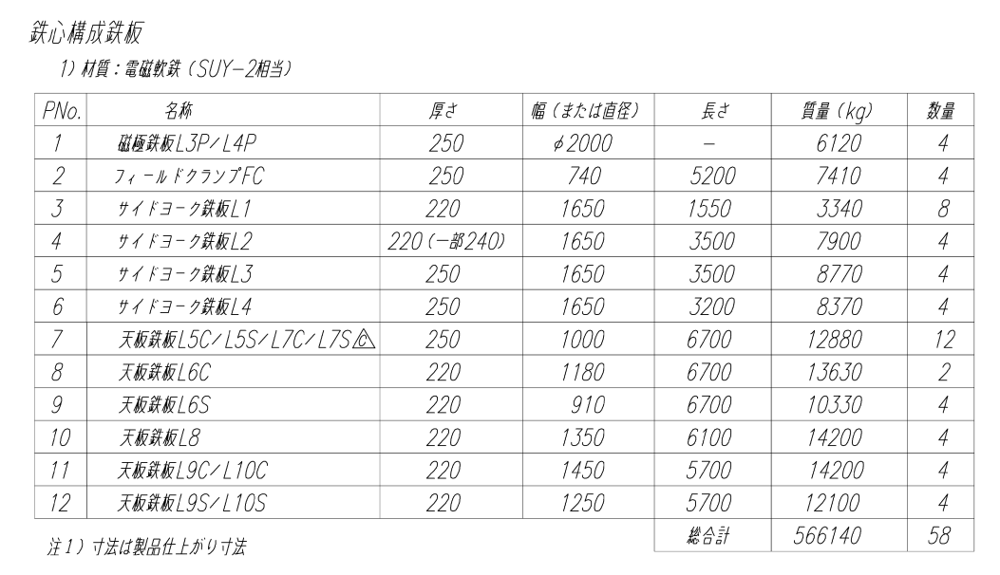 鉄心構成鉄板
1) 材質：電磁軟鉄（SUY-2相当）
PNo. 名称 厚さ 幅（または直径） 長さ 質量（kg） 数量
1 磁極鉄板L3P/L4P 250 φ2000 - 6120 4
2 フィールドクランプFC 250 740 5200 7410 4
3 サイドヨーク鉄板L1 220 1650 1550 3340 8
4 サイドヨーク鉄板L2 220（一部240） 1650 3500 7900 4
5 サイドヨーク鉄板L3 250 1650 3500 8770 4
6 サイドヨーク鉄板L4 250 1650 3200 8370 4
7 天板鉄板L5C/L5S/L7C/L7S C 250 1000 6700 12880 12
8 天板鉄板L6C 220 1180 6700 13630 2
9 天板鉄板L6S 220 910 6700 10330 4
10 天板鉄板L8 220 1350 6100 14200 4
11 天板鉄板L9C/L10C 220 1450 5700 14200 4
12 天板鉄板L9S/L10S 220 1250 5700 12100 4
総合計 566140 58
注1）寸法は製品仕上がり寸法